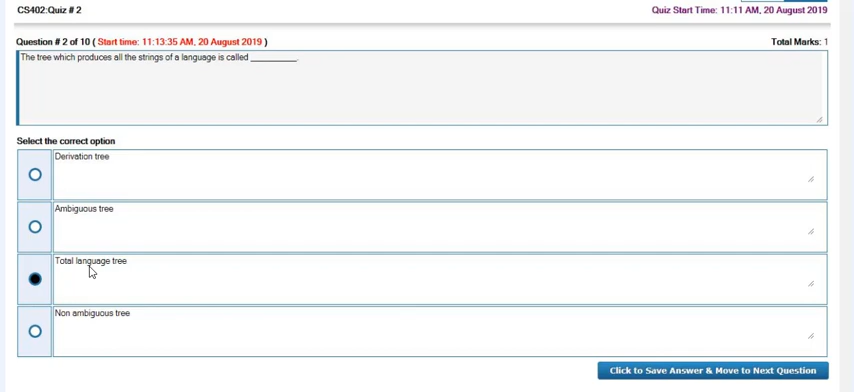 CS402:Quiz # 2
Quiz Start Time: 11:11 AM, 20 August 2019
Question # 2 of 10 ( Start time: 11:13:35 AM, 20 August 2019 )
Total Marks: 1
The tree which produces all the strings of a language is called __________.
Select the correct option
Derivation tree
Ambiguous tree
Total language tree
Non ambiguous tree
Click to Save Answer & Move to Next Question